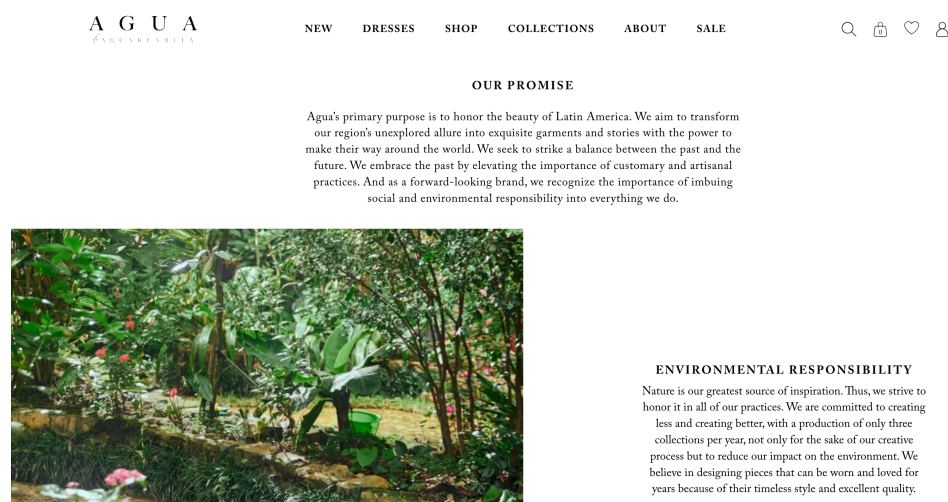 AGUA
NEW DRESSES SHOP COLLECTIONS ABOUT SALE
0
OUR PROMISE
Agua's primary purpose is to honor the beauty of Latin America. We aim to transform
our region's unexplored allure into exquisite garments and stories with the power to
make their way around the world. We seek to strike a balance between the past and the
future. We embrace the past by elevating the importance of customary and artisanal
practices. And as a forward-looking brand, we recognize the importance of imbuing
social and environmental responsibility into everything we do.
ENVIRONMENTAL RESPONSIBILITY
Nature is our greatest source of inspiration. Thus, we strive to
honor it in all of our practices. We are committed to creating
less and creating better, with a production of only three
collections per year, not only for the sake of our creative
process but to reduce our impact on the environment. We
believe in designing pieces that can be worn and loved for
years because of their timeless style and excellent quality.